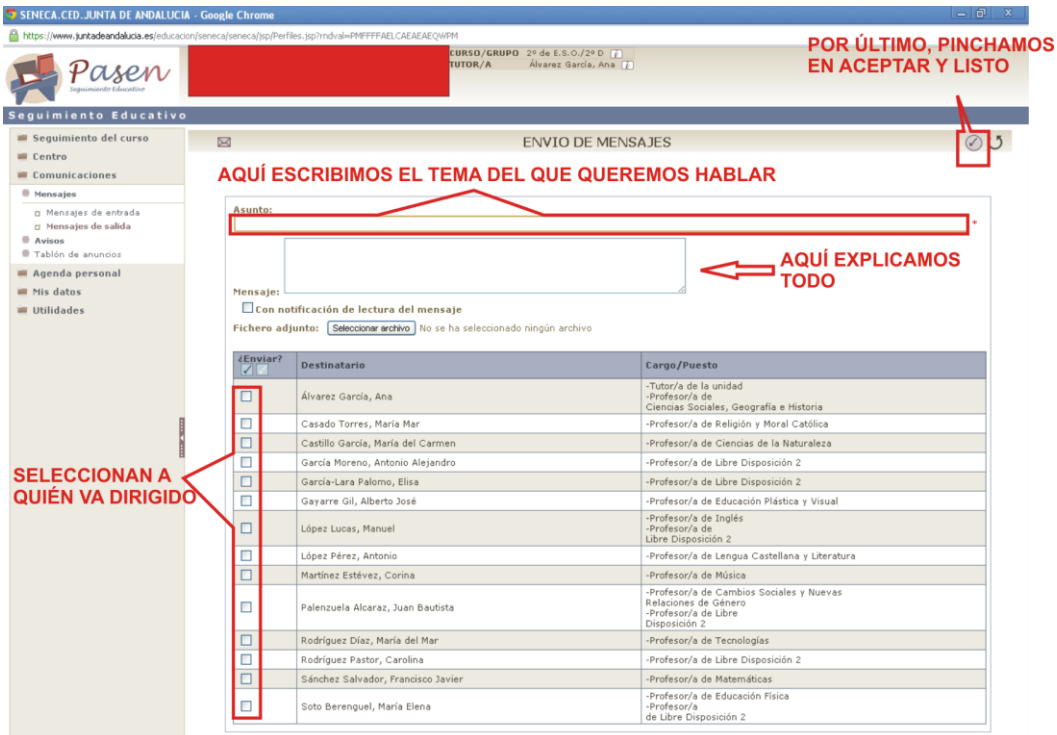 SENECA.CED.JUNTA DE ANDALUCIA - Google Chrome
https://www.juntadeandalucia.es/educacion/seneca/seneca/jsp/Perfiles.jsp?rndval=PMFFFFAELCAEAEAEQWPM
Pasen
Seguimiento Educativo
CURSO/GRUPO 2º de E.S.O./2º D
TUTOR/A Álvarez García, Ana
POR ÚLTIMO, PINCHAMOS
EN ACEPTAR Y LISTO
Seguimiento Educativo
Seguimiento del curso
Centro
Comunicaciones
Mensajes
Mensajes de entrada
Mensajes de salida
Avisos
Tablón de anuncios
Agenda personal
Mis datos
Utilidades
ENVIO DE MENSAJES
AQUÍ ESCRIBIMOS EL TEMA DEL QUE QUEREMOS HABLAR
Asunto:
*
AQUÍ EXPLICAMOS
TODO
Mensaje:
Con notificación de lectura del mensaje
Fichero adjunto: Seleccionar archivo No se ha seleccionado ningún archivo
SELECCIONAN A
QUIÉN VA DIRIGIDO
¿Enviar? Destinatario Cargo/Puesto
Álvarez García, Ana -Tutor/a de la unidad
-Profesor/a de
Ciencias Sociales, Geografía e Historia
Casado Torres, María Mar -Profesor/a de Religión y Moral Católica
Castillo García, María del Carmen -Profesor/a de Ciencias de la Naturaleza
García Moreno, Antonio Alejandro -Profesor/a de Libre Disposición 2
García-Lara Palomo, Elisa -Profesor/a de Libre Disposición 2
Gayarre Gil, Alberto José -Profesor/a de Educación Plástica y Visual
López Lucas, Manuel -Profesor/a de Inglés
-Profesor/a de
Libre Disposición 2
López Pérez, Antonio -Profesor/a de Lengua Castellana y Literatura
Martínez Estévez, Corina -Profesor/a de Música
Palenzuela Alcaraz, Juan Bautista -Profesor/a de Cambios Sociales y Nuevas
Relaciones de Género
-Profesor/a de Libre
Disposición 2
Rodríguez Díaz, María del Mar -Profesor/a de Tecnologías
Rodríguez Pastor, Carolina -Profesor/a de Libre Disposición 2
Sánchez Salvador, Francisco Javier -Profesor/a de Matemáticas
Soto Berenguel, María Elena -Profesor/a de Educación Física
-Profesor/a
de Libre Disposición 2